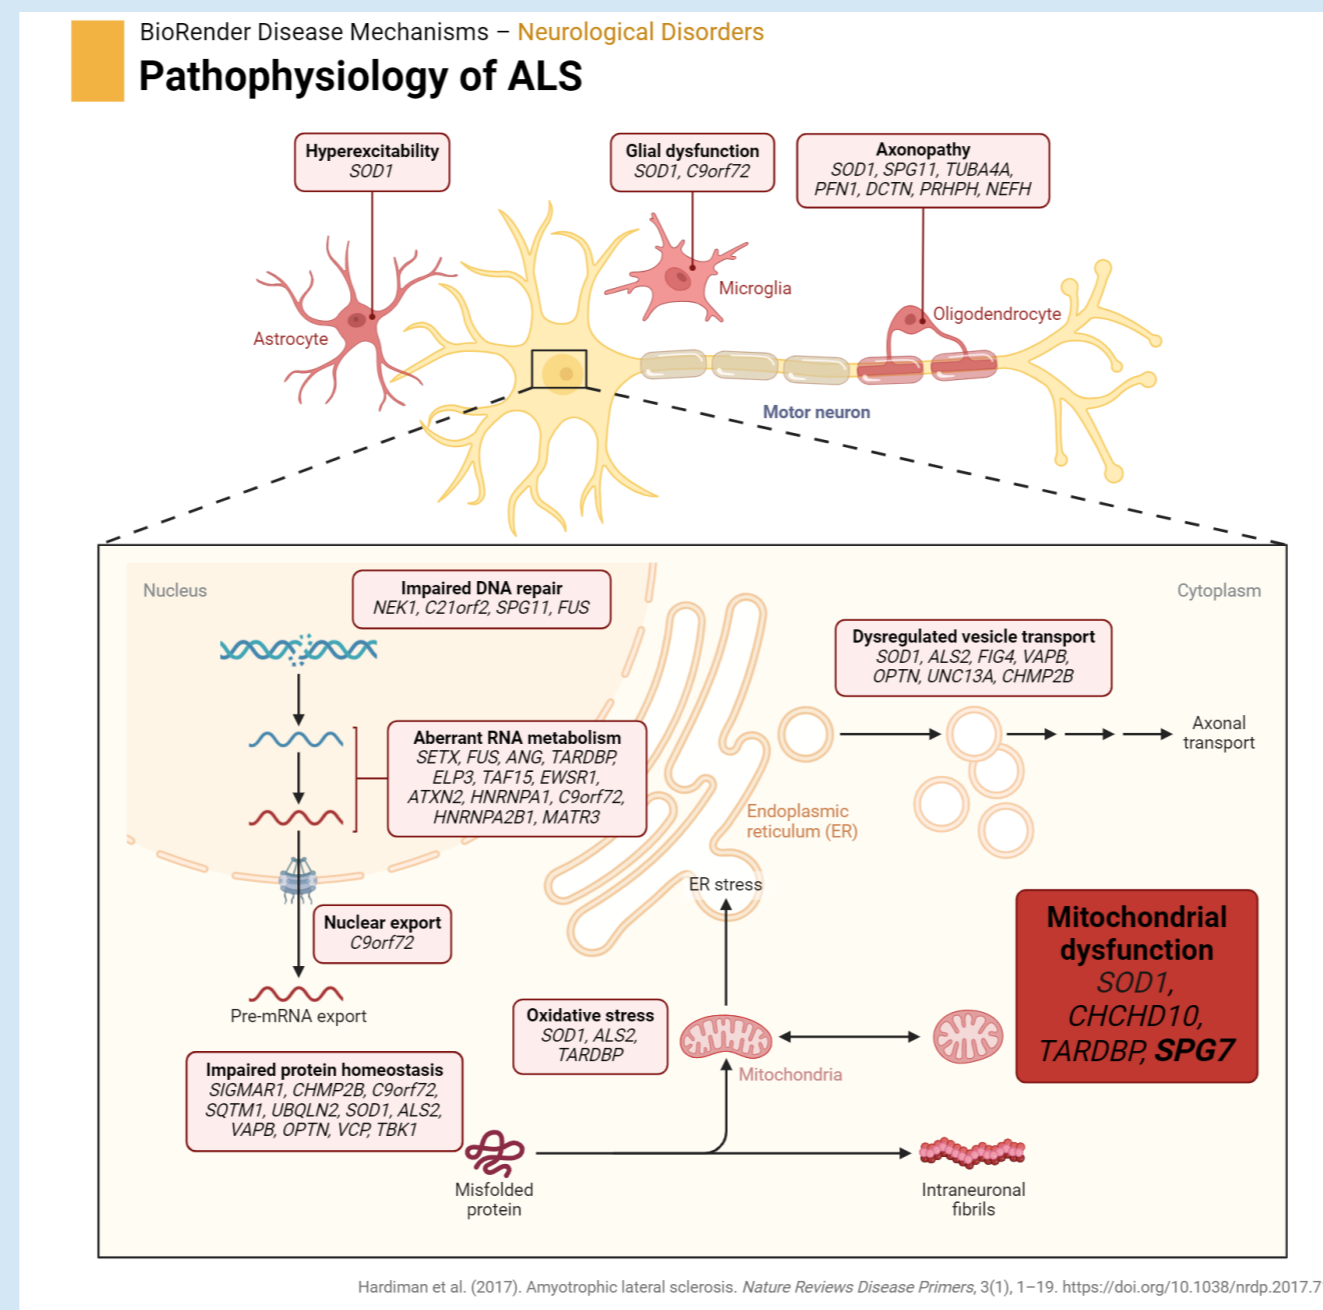 BioRender Disease Mechanisms – Neurological Disorders
Pathophysiology of ALS
Hyperexcitability
SOD1
Glial dysfunction
SOD1, C9orf72
Axonopathy
SOD1, SPG11, TUBA4A,
PFN1, DCTN, PRHPH, NEFH
Astrocyte
Microglia
Oligodendrocyte
Motor neuron
Nucleus
Cytoplasm
Impaired DNA repair
NEK1, C21orf2, SPG11, FUS
Dysregulated vesicle transport
SOD1, ALS2, FIG4, VAPB,
OPTN, UNC13A, CHMP2B
Axonal
transport
Aberrant RNA metabolism
SETX, FUS, ANG, TARDBP,
ELP3, TAF15, EWSR1,
ATXN2, HNRNPA1, C9orf72,
HNRNPA2B1, MATR3
Endoplasmic
reticulum (ER)
ER stress
Nuclear export
C9orf72
Pre-mRNA export
Mitochondrial
dysfunction
SOD1,
CHCHD10,
TARDBP, SPG7
Oxidative stress
SOD1, ALS2,
TARDBP
Mitochondria
Impaired protein homeostasis
SIGMAR1, CHMP2B, C9orf72,
SQTM1, UBQLN2, SOD1, ALS2,
VAPB, OPTN, VCP, TBK1
Misfolded
protein
Intraneuronal
fibrils
Hardiman et al. (2017). Amyotrophic lateral sclerosis. Nature Reviews Disease Primers, 3(1), 1–19. https://doi.org/10.1038/nrdp.2017.7